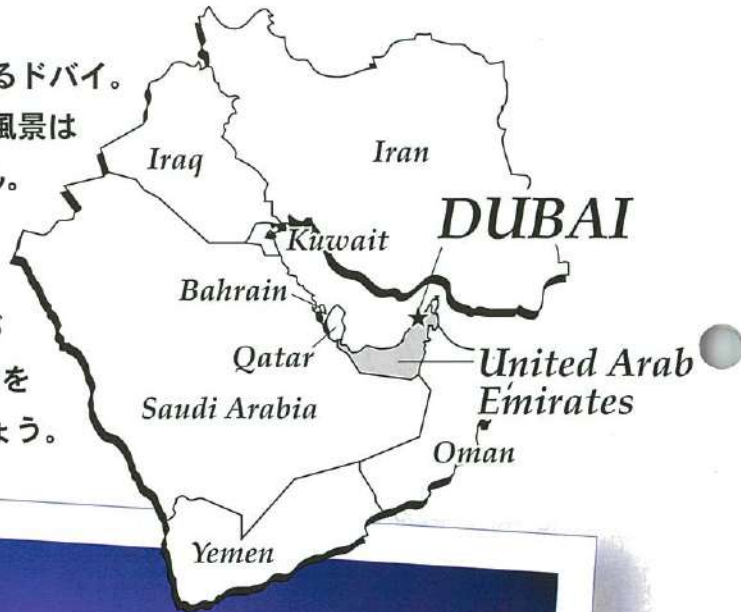 るドバイ。
風景は
ん。
を
ょう。
Iraq
Iran
Kuwait
DUBAI
Bahrain
Qatar
United Arab
Emirates
Saudi Arabia
Oman
Yemen